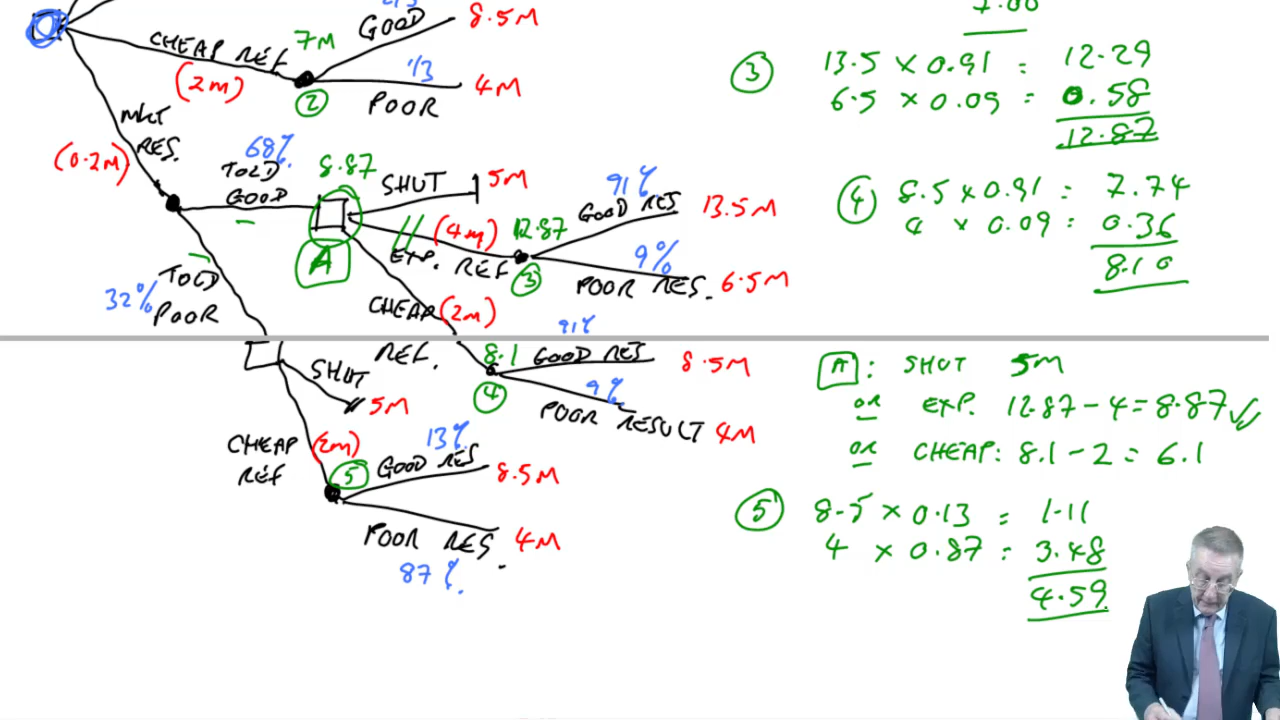 GOOD
8.5M
CHEAP REF
7M
(2m)
1/3
POOR
4M
2
MKT
RES.
(0.2M)
68%
TOLD
GOOD
8.87
A
SHUT
5M
EXP. REF
(4m)
12.87
3
91%
GOOD RES
13.5M
9%
POOR RES.
6.5M
TOLD
POOR
32%
CHEAP
REF.
(2m)
8.1
4
91%
GOOD RES
8.5M
9%
POOR RESULT
4M
SHUT
5M
CHEAP
REF
(2m)
5
13%
GOOD RES
8.5M
POOR RES.
4M
87%
7.00
3 13.5 × 0.91 = 12.29
6.5 × 0.09 = 0.58
12.87
4 8.5 × 0.91 = 7.74
4 × 0.09 = 0.36
8.10
A : SHUT 5M
OR EXP. 12.87 - 4 = 8.87
OR CHEAP: 8.1 - 2 = 6.1
5 8.5 × 0.13 = 1.11
4 × 0.87 = 3.48
4.59